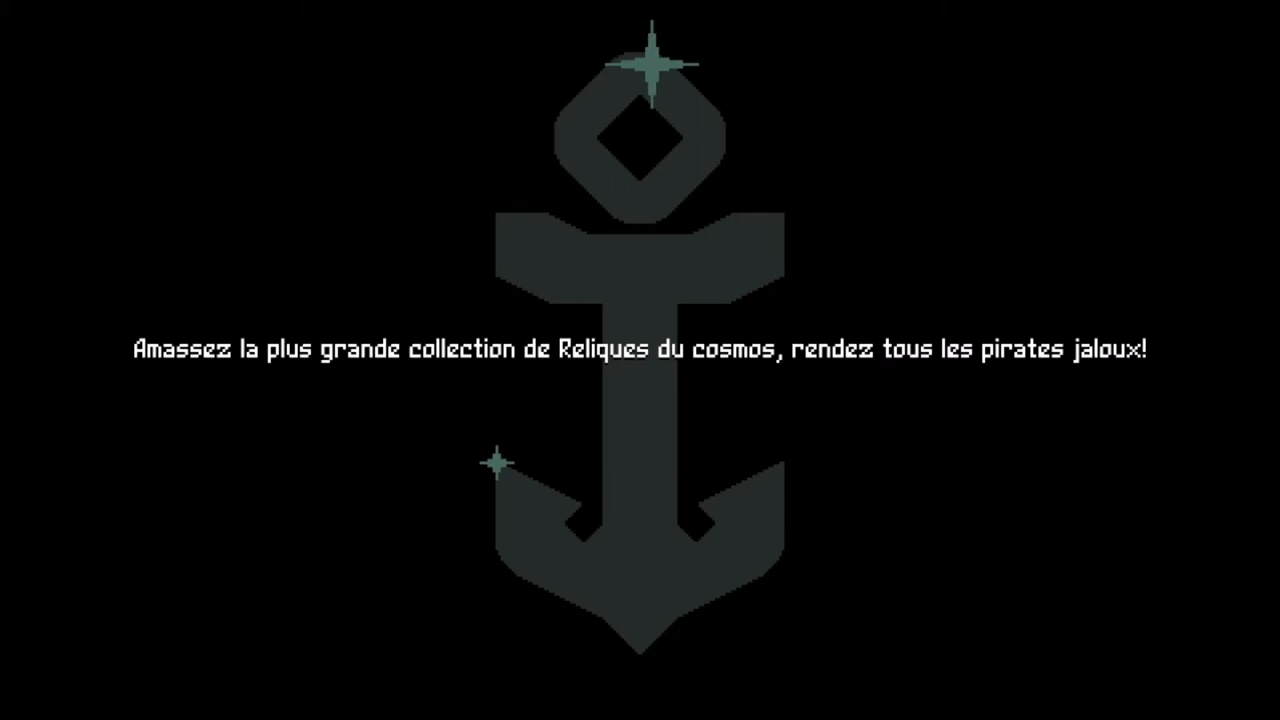 Amassez la plus grande collection de Reliques du cosmos, rendez tous les pirates jaloux!